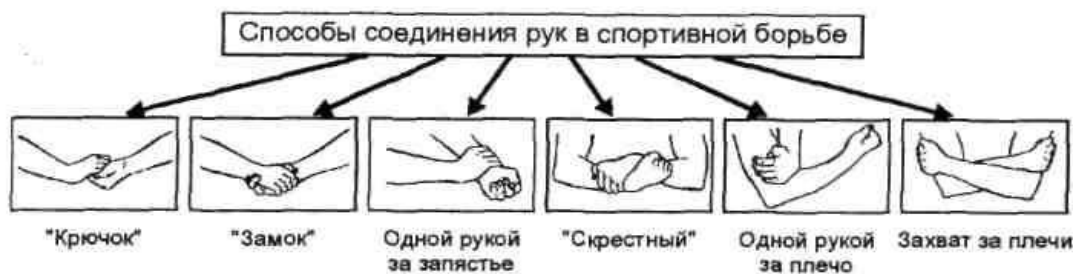 Способы соединения рук в спортивной борьбе
"Крючок"
"Замок"
Одной рукой
за запястье
"Скрестный"
Одной рукой
за плечо
Захват за плечи